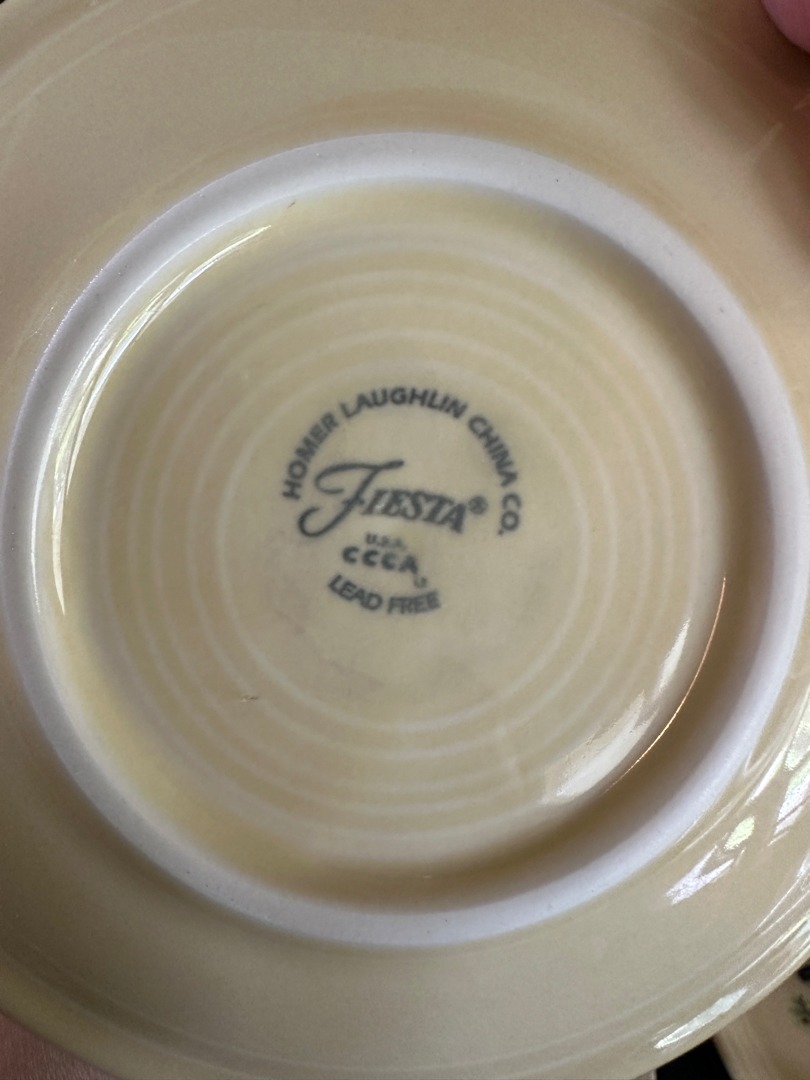 HOMER LAUGHLIN CHINA CO.
FIESTA®
U.S.A.
CCCA
LEAD FREE